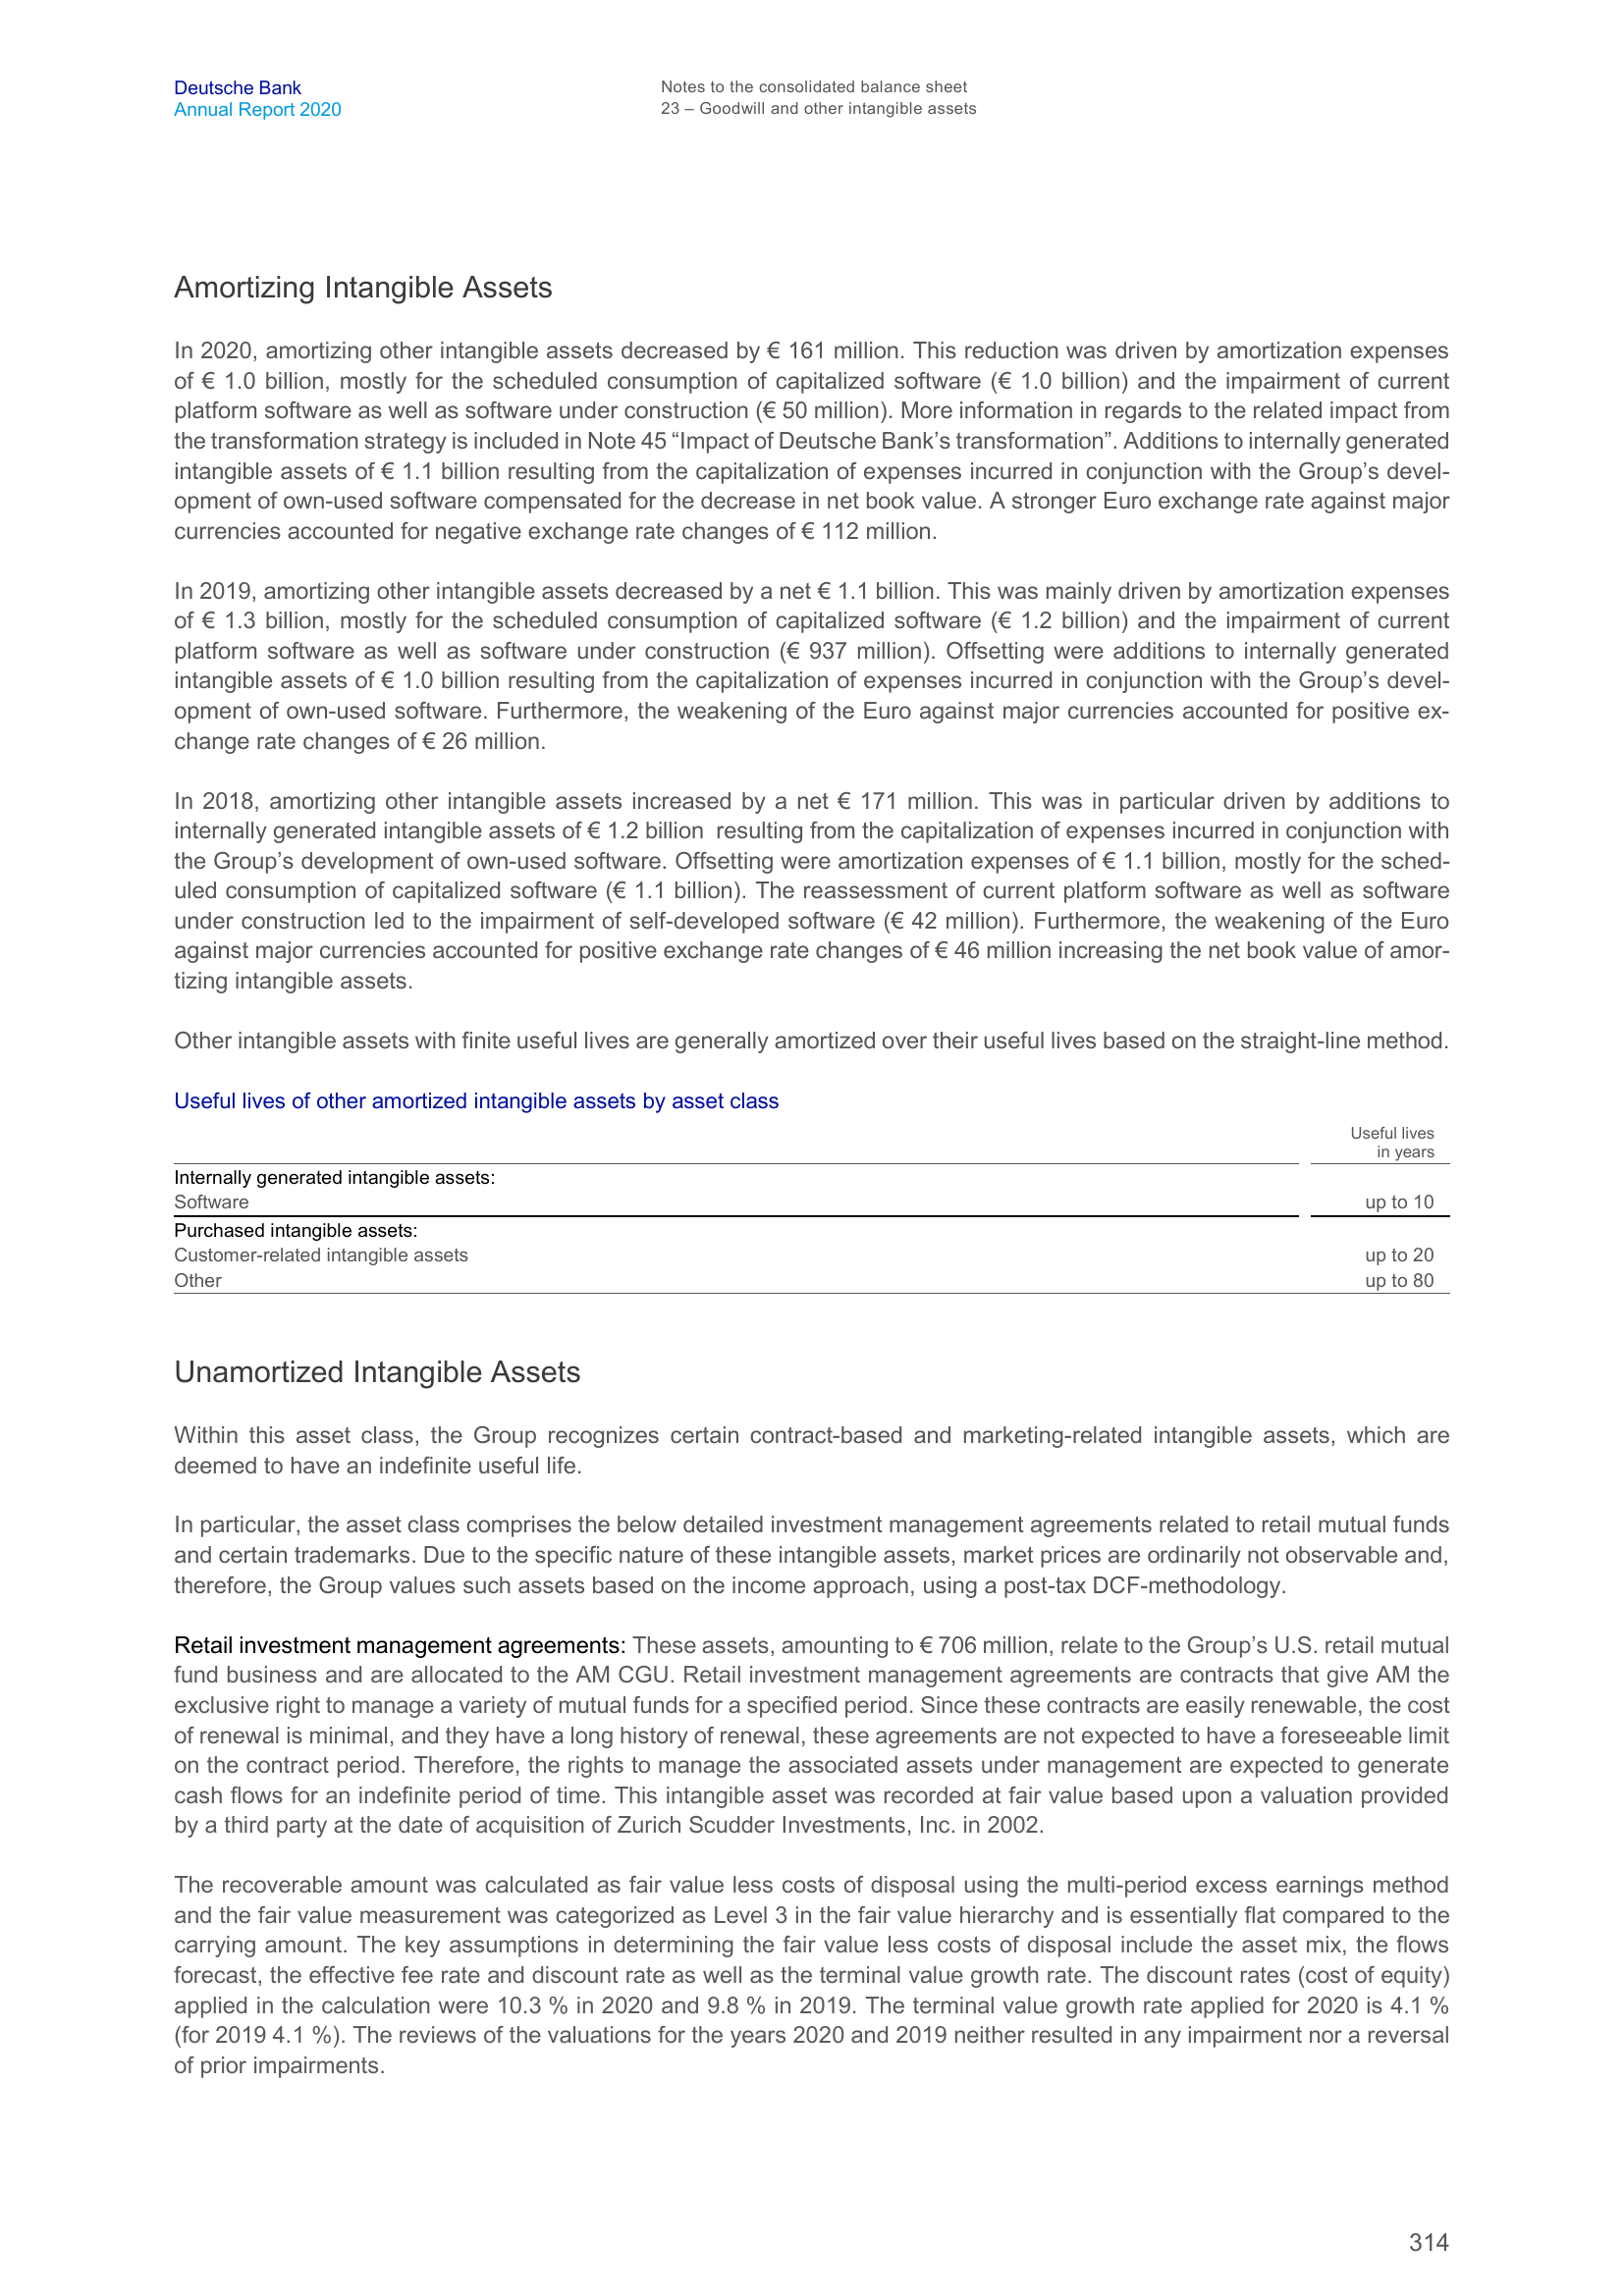 Deutsche Bank
Annual Report 2020
Notes to the consolidated balance sheet
23 – Goodwill and other intangible assets
Amortizing Intangible Assets
In 2020, amortizing other intangible assets decreased by € 161 million. This reduction was driven by amortization expenses
of € 1.0 billion, mostly for the scheduled consumption of capitalized software (€ 1.0 billion) and the impairment of current
platform software as well as software under construction (€ 50 million). More information in regards to the related impact from
the transformation strategy is included in Note 45 “Impact of Deutsche Bank’s transformation”. Additions to internally generated
intangible assets of € 1.1 billion resulting from the capitalization of expenses incurred in conjunction with the Group’s devel-
opment of own-used software compensated for the decrease in net book value. A stronger Euro exchange rate against major
currencies accounted for negative exchange rate changes of € 112 million.
In 2019, amortizing other intangible assets decreased by a net € 1.1 billion. This was mainly driven by amortization expenses
of € 1.3 billion, mostly for the scheduled consumption of capitalized software (€ 1.2 billion) and the impairment of current
platform software as well as software under construction (€ 937 million). Offsetting were additions to internally generated
intangible assets of € 1.0 billion resulting from the capitalization of expenses incurred in conjunction with the Group’s devel-
opment of own-used software. Furthermore, the weakening of the Euro against major currencies accounted for positive ex-
change rate changes of € 26 million.
In 2018, amortizing other intangible assets increased by a net € 171 million. This was in particular driven by additions to
internally generated intangible assets of € 1.2 billion resulting from the capitalization of expenses incurred in conjunction with
the Group’s development of own-used software. Offsetting were amortization expenses of € 1.1 billion, mostly for the sched-
uled consumption of capitalized software (€ 1.1 billion). The reassessment of current platform software as well as software
under construction led to the impairment of self-developed software (€ 42 million). Furthermore, the weakening of the Euro
against major currencies accounted for positive exchange rate changes of € 46 million increasing the net book value of amor-
tizing intangible assets.
Other intangible assets with finite useful lives are generally amortized over their useful lives based on the straight-line method.
Useful lives of other amortized intangible assets by asset class
Useful lives
in years
Internally generated intangible assets:
Software up to 10
Purchased intangible assets:
Customer-related intangible assets up to 20
Other up to 80
Unamortized Intangible Assets
Within this asset class, the Group recognizes certain contract-based and marketing-related intangible assets, which are
deemed to have an indefinite useful life.
In particular, the asset class comprises the below detailed investment management agreements related to retail mutual funds
and certain trademarks. Due to the specific nature of these intangible assets, market prices are ordinarily not observable and,
therefore, the Group values such assets based on the income approach, using a post-tax DCF-methodology.
Retail investment management agreements: These assets, amounting to € 706 million, relate to the Group’s U.S. retail mutual
fund business and are allocated to the AM CGU. Retail investment management agreements are contracts that give AM the
exclusive right to manage a variety of mutual funds for a specified period. Since these contracts are easily renewable, the cost
of renewal is minimal, and they have a long history of renewal, these agreements are not expected to have a foreseeable limit
on the contract period. Therefore, the rights to manage the associated assets under management are expected to generate
cash flows for an indefinite period of time. This intangible asset was recorded at fair value based upon a valuation provided
by a third party at the date of acquisition of Zurich Scudder Investments, Inc. in 2002.
The recoverable amount was calculated as fair value less costs of disposal using the multi-period excess earnings method
and the fair value measurement was categorized as Level 3 in the fair value hierarchy and is essentially flat compared to the
carrying amount. The key assumptions in determining the fair value less costs of disposal include the asset mix, the flows
forecast, the effective fee rate and discount rate as well as the terminal value growth rate. The discount rates (cost of equity)
applied in the calculation were 10.3 % in 2020 and 9.8 % in 2019. The terminal value growth rate applied for 2020 is 4.1 %
(for 2019 4.1 %). The reviews of the valuations for the years 2020 and 2019 neither resulted in any impairment nor a reversal
of prior impairments.
314